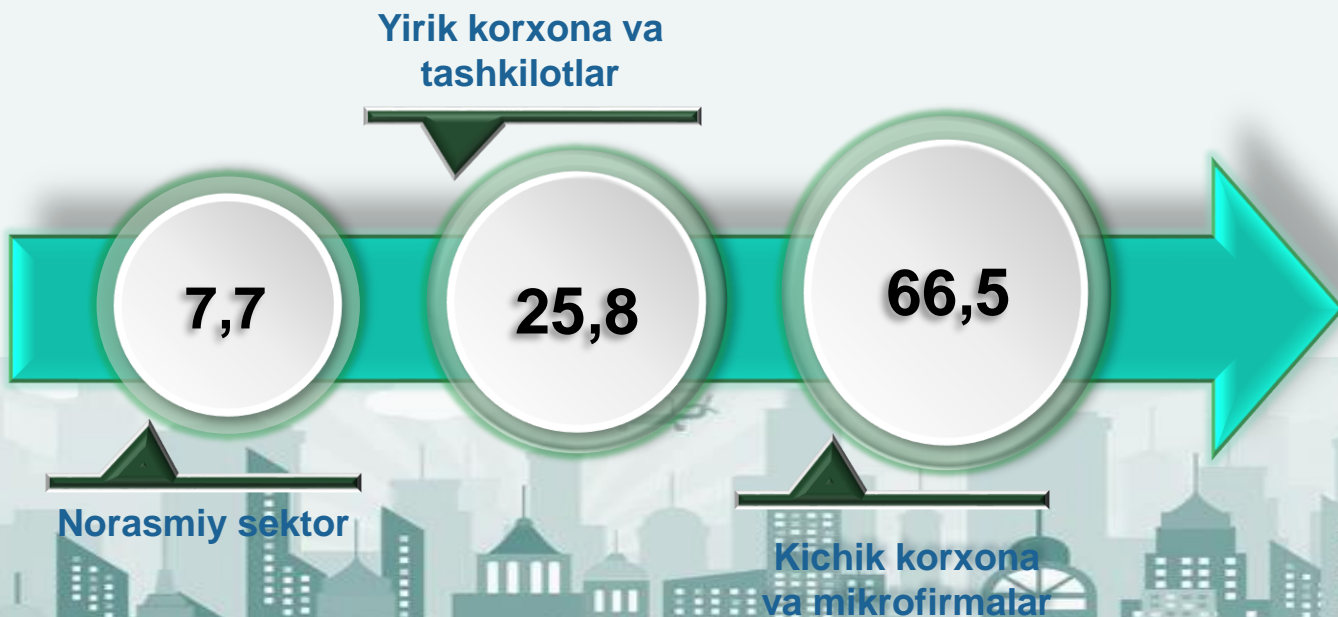 Yirik korxona va
tashkilotlar
7,7
25,8
66,5
Norasmiy sektor
Kichik korxona
va mikrofirmalar